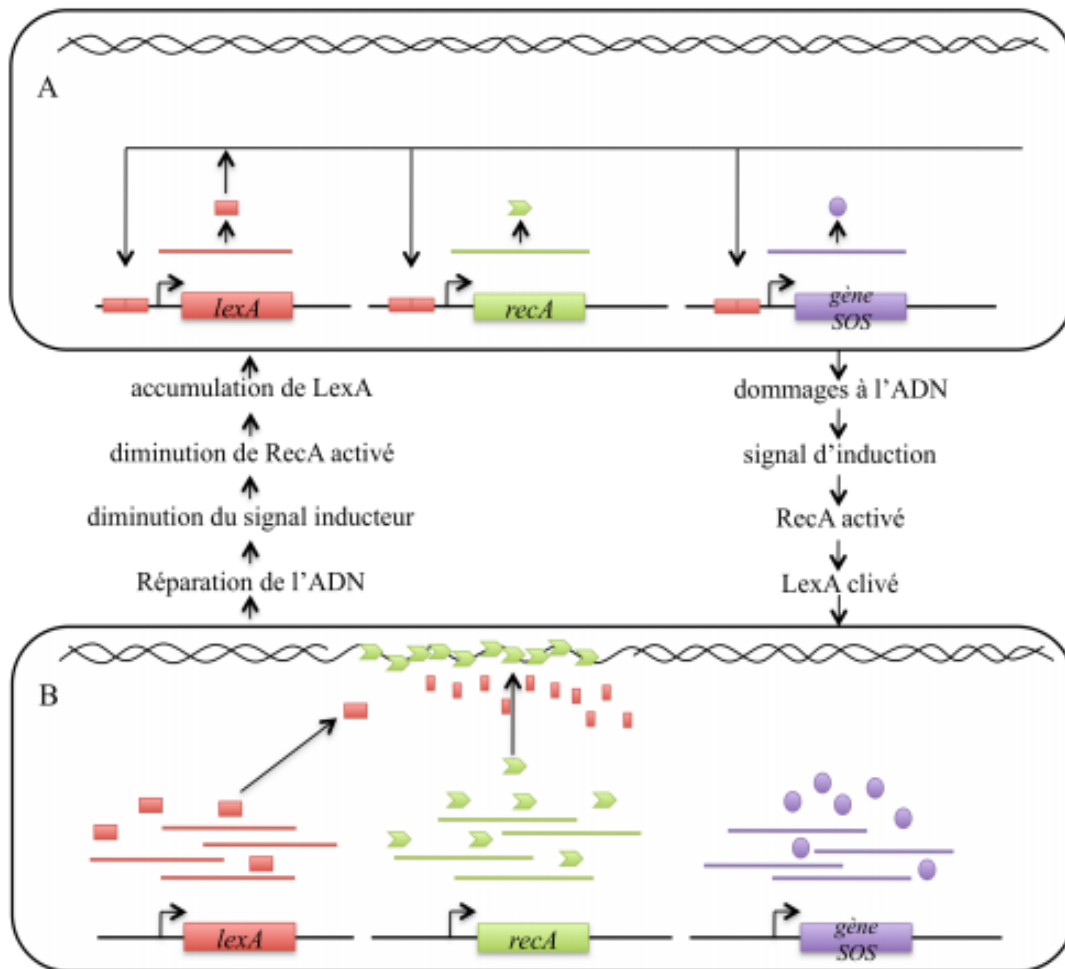 A
lexA
recA
gène
SOS
accumulation de LexA
diminution de RecA activé
diminution du signal inducteur
Réparation de l'ADN
dommages à l'ADN
signal d'induction
RecA activé
LexA clivé
B
lexA
recA
gène
SOS